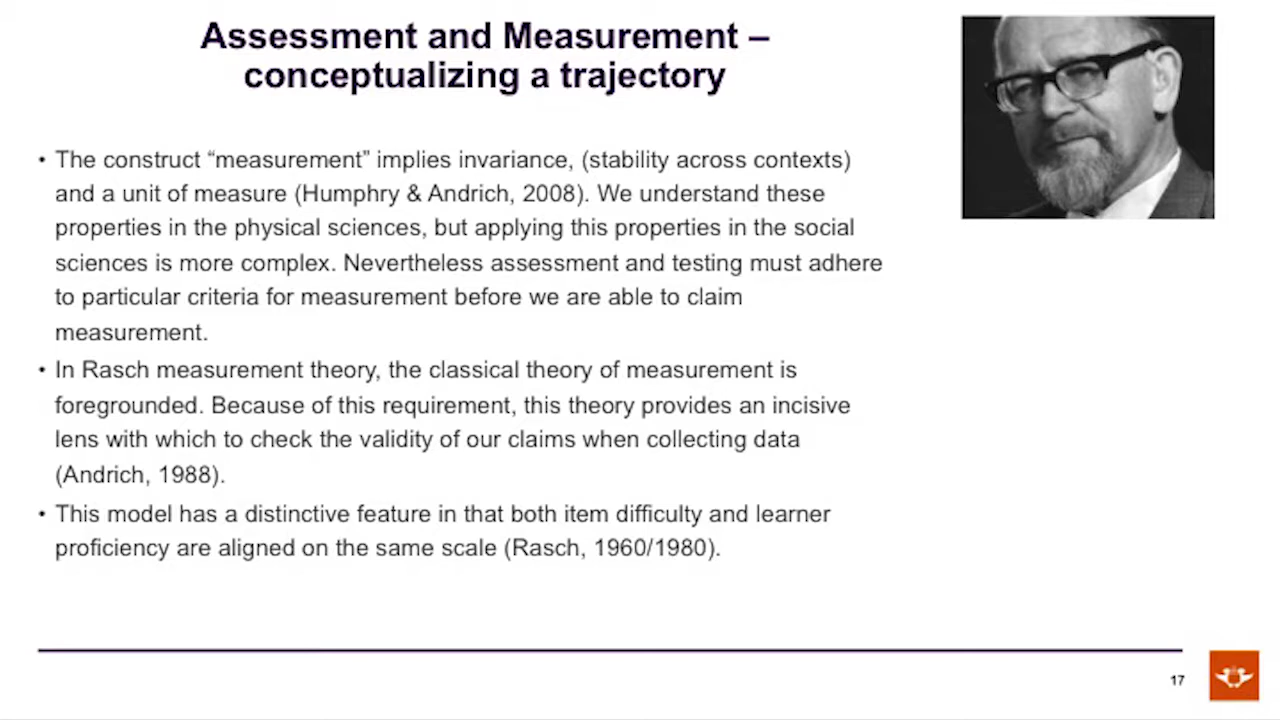 Assessment and Measurement –
conceptualizing a trajectory
• The construct “measurement” implies invariance, (stability across contexts)
and a unit of measure (Humphry & Andrich, 2008). We understand these
properties in the physical sciences, but applying this properties in the social
sciences is more complex. Nevertheless assessment and testing must adhere
to particular criteria for measurement before we are able to claim
measurement.
• In Rasch measurement theory, the classical theory of measurement is
foregrounded. Because of this requirement, this theory provides an incisive
lens with which to check the validity of our claims when collecting data
(Andrich, 1988).
• This model has a distinctive feature in that both item difficulty and learner
proficiency are aligned on the same scale (Rasch, 1960/1980).
17